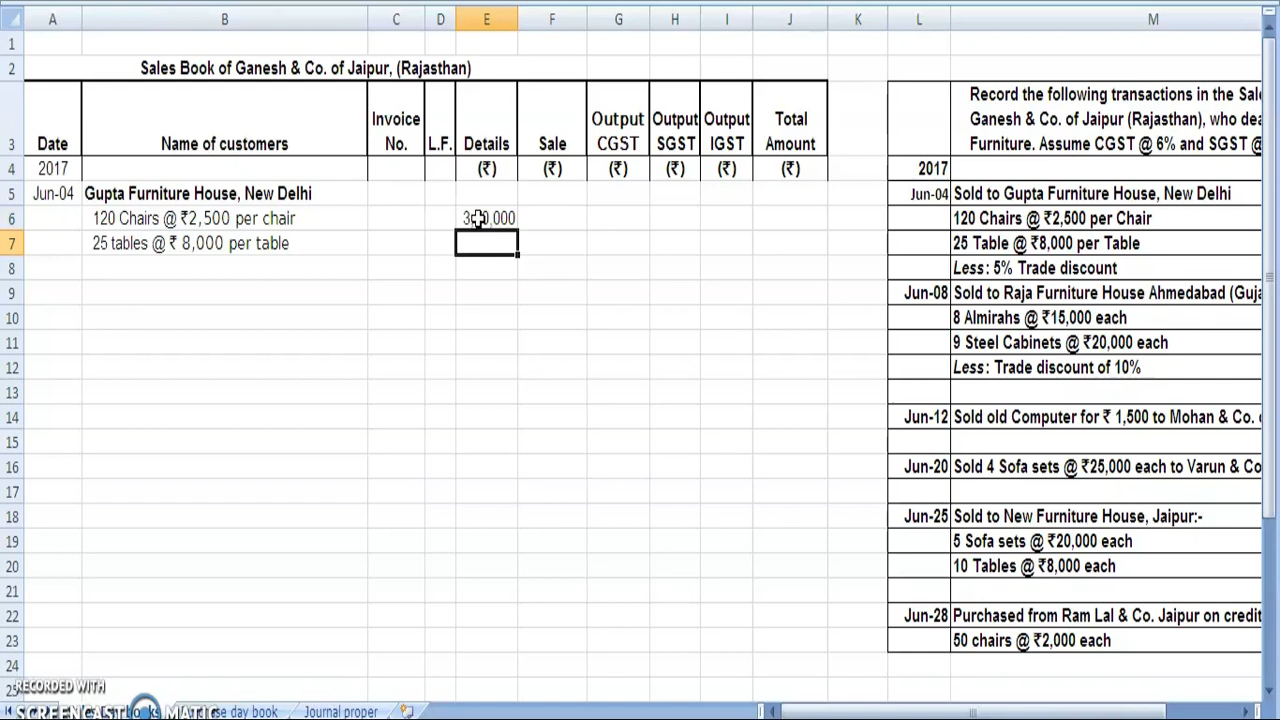 A B C D E F G H I J K L M
1
2 Sales Book of Ganesh & Co. of Jaipur, (Rajasthan)
Record the following transactions in the Sal
Invoice Output Output Output Total Ganesh & Co. of Jaipur (Rajasthan), who dea
3 Date Name of customers No. L.F. Details Sale CGST SGST IGST Amount Furniture. Assume CGST @ 6% and SGST @
4 2017 (₹) (₹) (₹) (₹) (₹) (₹) 2017
5 Jun-04 Gupta Furniture House, New Delhi Jun-04 Sold to Gupta Furniture House, New Delhi
6 120 Chairs @ ₹2,500 per chair 120 Chairs @ ₹2,500 per Chair
7 25 tables @ ₹ 8,000 per table 25 Table @ ₹8,000 per Table
8 Less: 5% Trade discount
9 Jun-08 Sold to Raja Furniture House Ahmedabad (Guja
10 8 Almirahs @ ₹15,000 each
11 9 Steel Cabinets @ ₹20,000 each
12 Less: Trade discount of 10%
13
14 Jun-12 Sold old Computer for ₹ 1,500 to Mohan & Co.
15
16 Jun-20 Sold 4 Sofa sets @ ₹25,000 each to Varun & Co
17
18 Jun-25 Sold to New Furniture House, Jaipur:-
19 5 Sofa sets @ ₹20,000 each
20 10 Tables @ ₹8,000 each
21
22 Jun-28 Purchased from Ram Lal & Co. Jaipur on credit
23 50 chairs @ ₹2,000 each
24
25
RECORDED WITH
SCREENCAST MATIC
day book Journal proper